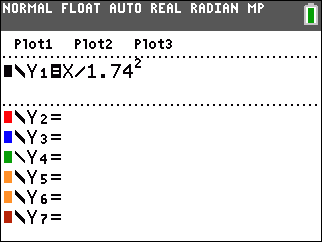 NORMAL FLOAT AUTO REAL RADIAN MP
Plot1 Plot2 Plot3
\Y₁=X/1.74²
\Y₂=
\Y₃=
\Y₄=
\Y₅=
\Y₆=
\Y₇=